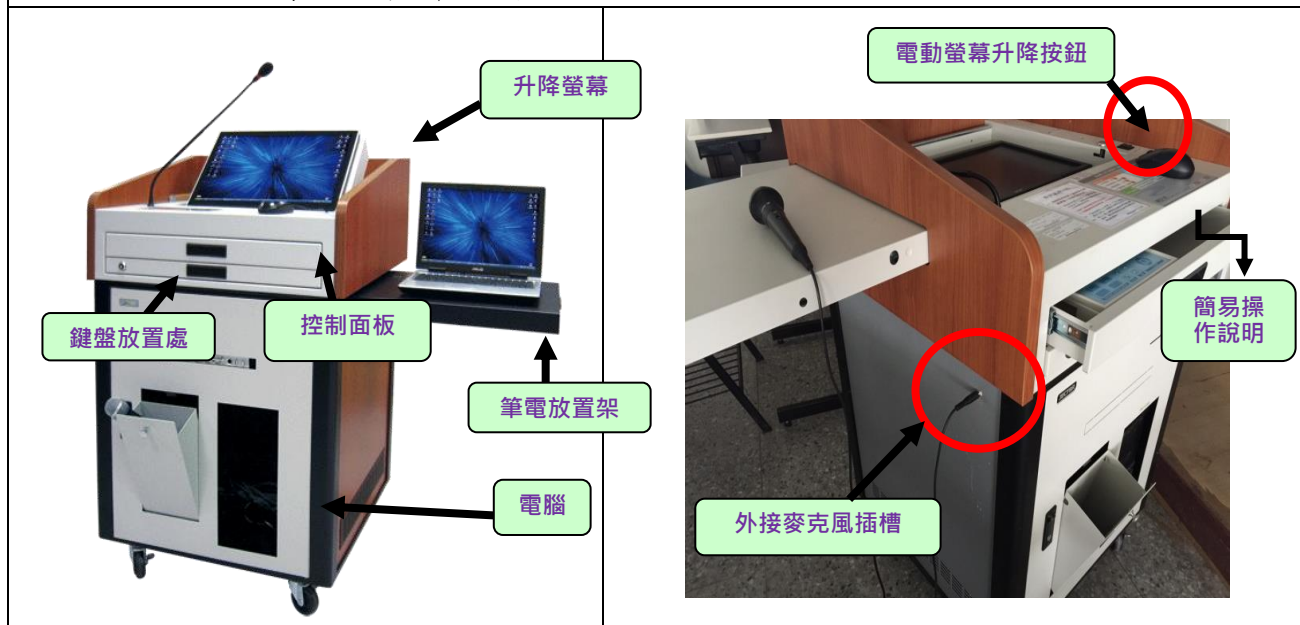 升降螢幕
鍵盤放置處
控制面板
筆電放置架
電腦
電動螢幕升降按鈕
簡易操
作說明
外接麥克風插槽